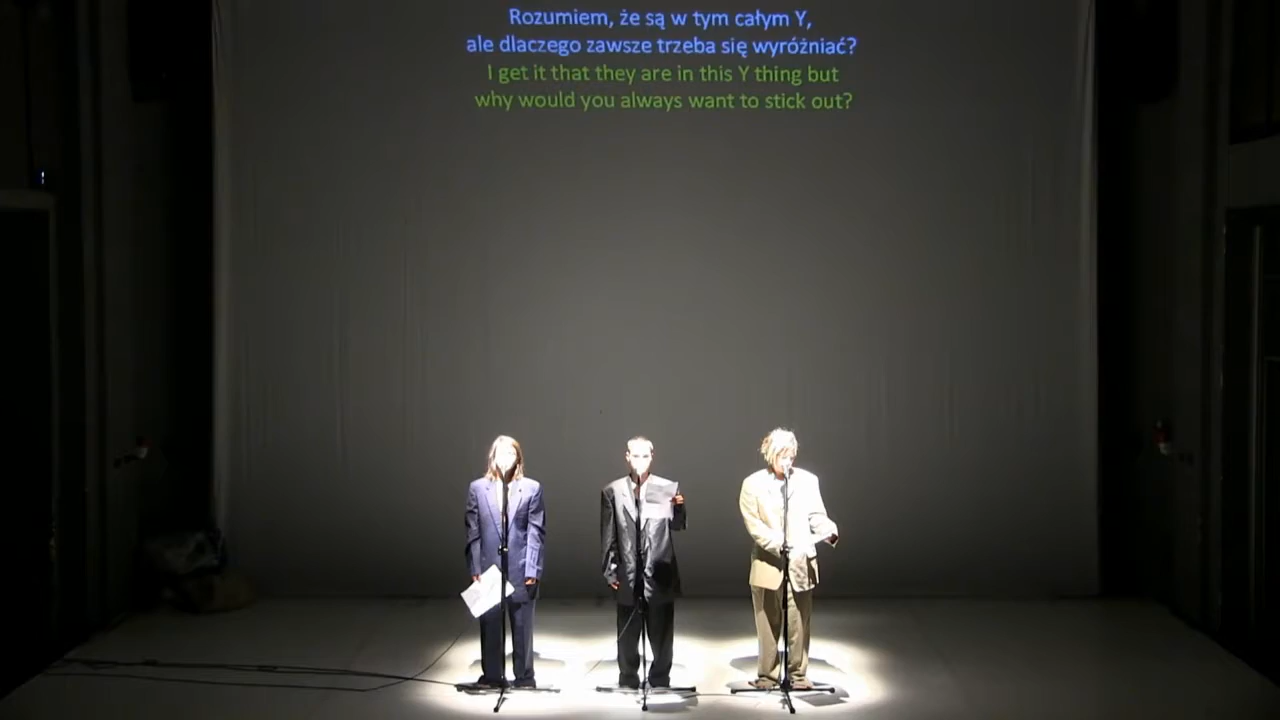 Rozumiem, że są w tym całym Y,
ale dlaczego zawsze trzeba się wyróżniać?
I get it that they are in this Y thing but
why would you always want to stick out?